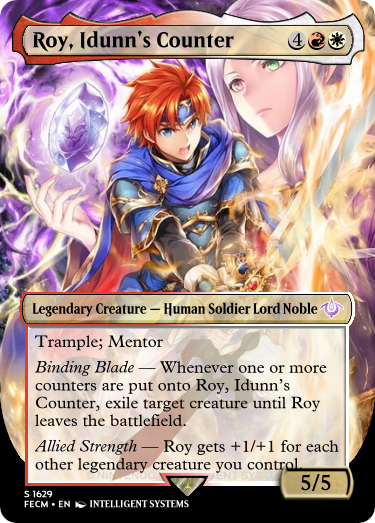 Roy, Idunn's Counter 4
Legendary Creature — Human Soldier Lord Noble
Trample; Mentor
Binding Blade — Whenever one or more
counters are put onto Roy, Idunn's
Counter, exile target creature until Roy
leaves the battlefield.
Allied Strength — Roy gets +1/+1 for each
other legendary creature you control.
5/5
S 1629
FECM • EN INTELLIGENT SYSTEMS